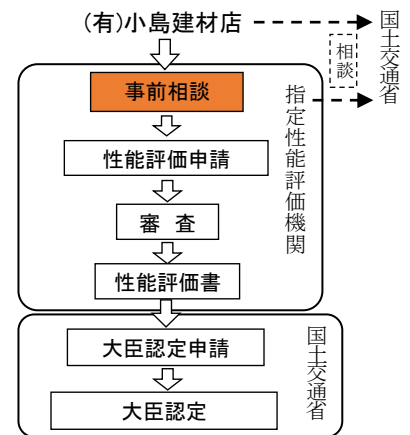 (有)小島建材店
国土交通省
相談
事前相談
指定性能評価機関
性能評価申請
審 査
性能評価書
大臣認定申請
国土交通省
大臣認定